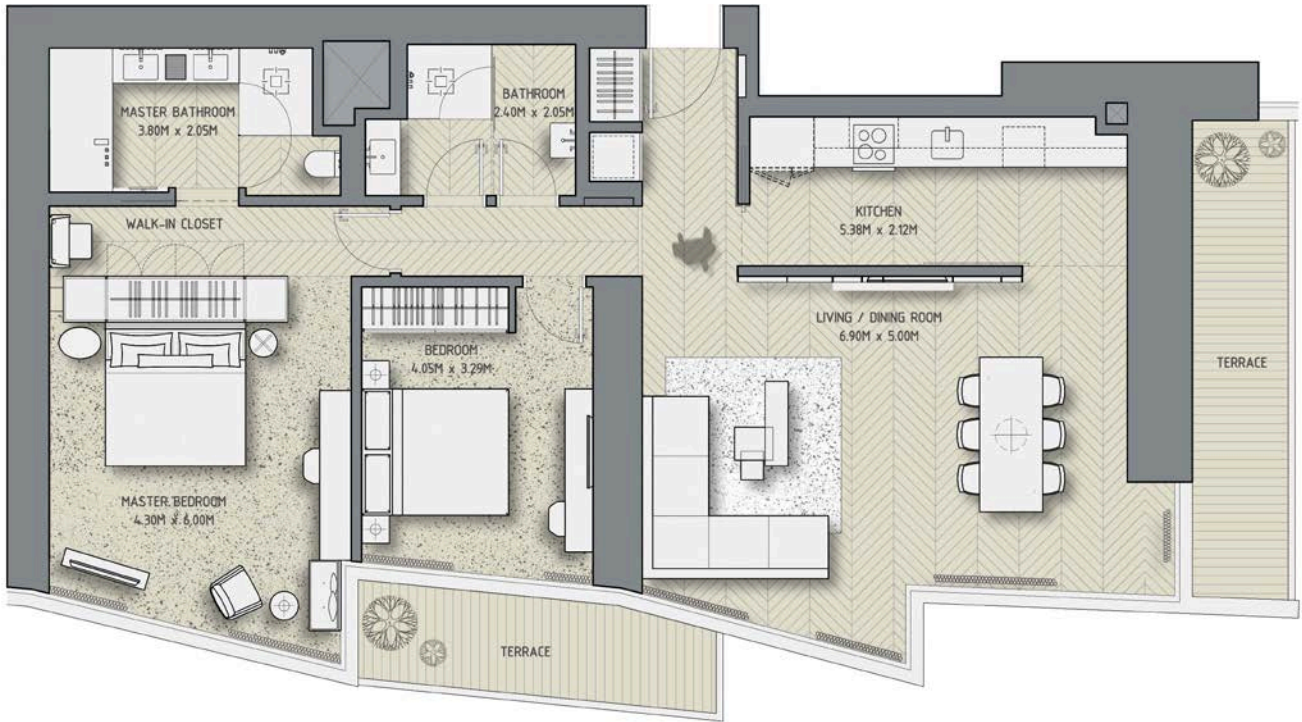 MASTER BATHROOM
3.80M x 2.05M
BATHROOM
2.40M x 2.05M
WALK-IN CLOSET
KITCHEN
5.38M x 2.12M
LIVING / DINING ROOM
6.90M x 5.00M
BEDROOM
4.05M x 3.29M
TERRACE
MASTER BEDROOM
4.30M x 6.00M
TERRACE